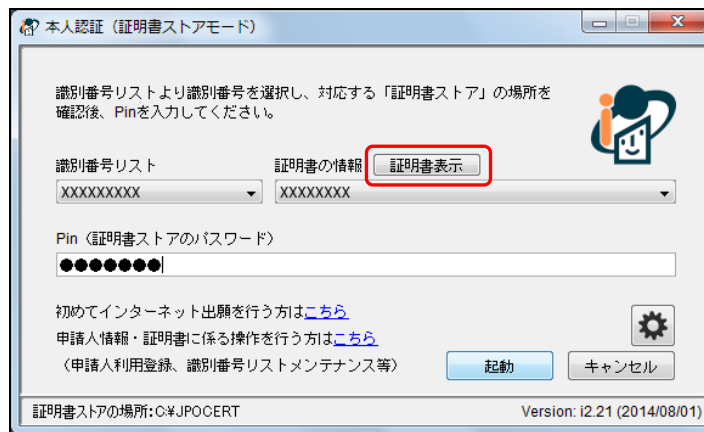 本人認証（証明書ストアモード）
識別番号リストより識別番号を選択し、対応する「証明書ストア」の場所を
確認後、Pinを入力してください。
識別番号リスト
証明書の情報 証明書表示
XXXXXXXXX
XXXXXXXX
Pin（証明書ストアのパスワード）
●●●●●●●
初めてインターネット出願を行う方はこちら
申請人情報・証明書に係る操作を行う方はこちら
（申請人利用登録、識別番号リストメンテナンス等）
起動
キャンセル
証明書ストアの場所:C:¥JPOCERT
Version: i2.21 (2014/08/01)